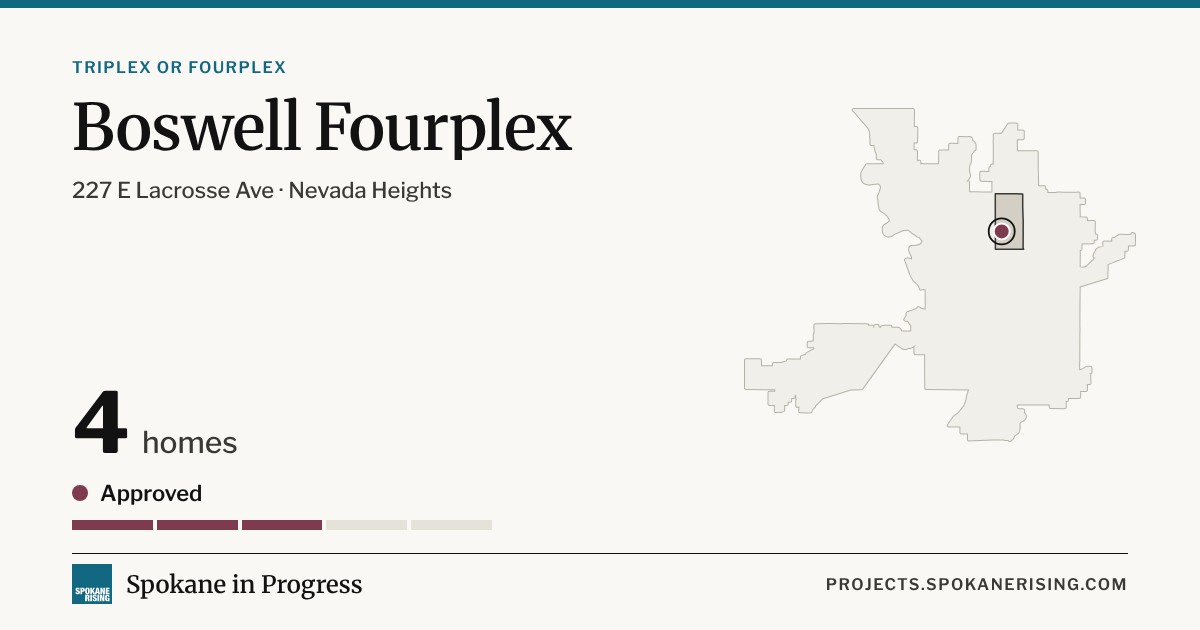 TRIPLEX OR FOURPLEX
Boswell Fourplex
227 E Lacrosse Ave · Nevada Heights
4 homes
Approved
SPOKANE
RISING
Spokane in Progress
PROJECTS.SPOKANERISING.COM